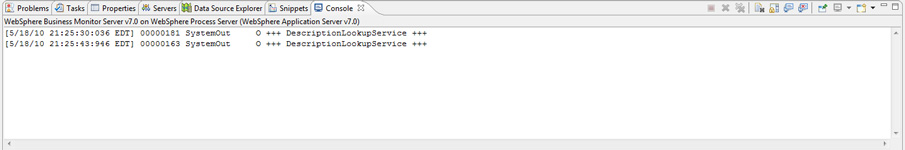 Problems Tasks Properties Servers Data Source Explorer Snippets Console
WebSphere Business Monitor Server v7.0 on WebSphere Process Server (WebSphere Application Server v7.0)
[5/18/10 21:25:30:036 EDT] 00000181 SystemOut     O +++ DescriptionLookupService +++
[5/18/10 21:25:43:946 EDT] 00000163 SystemOut     O +++ DescriptionLookupService +++